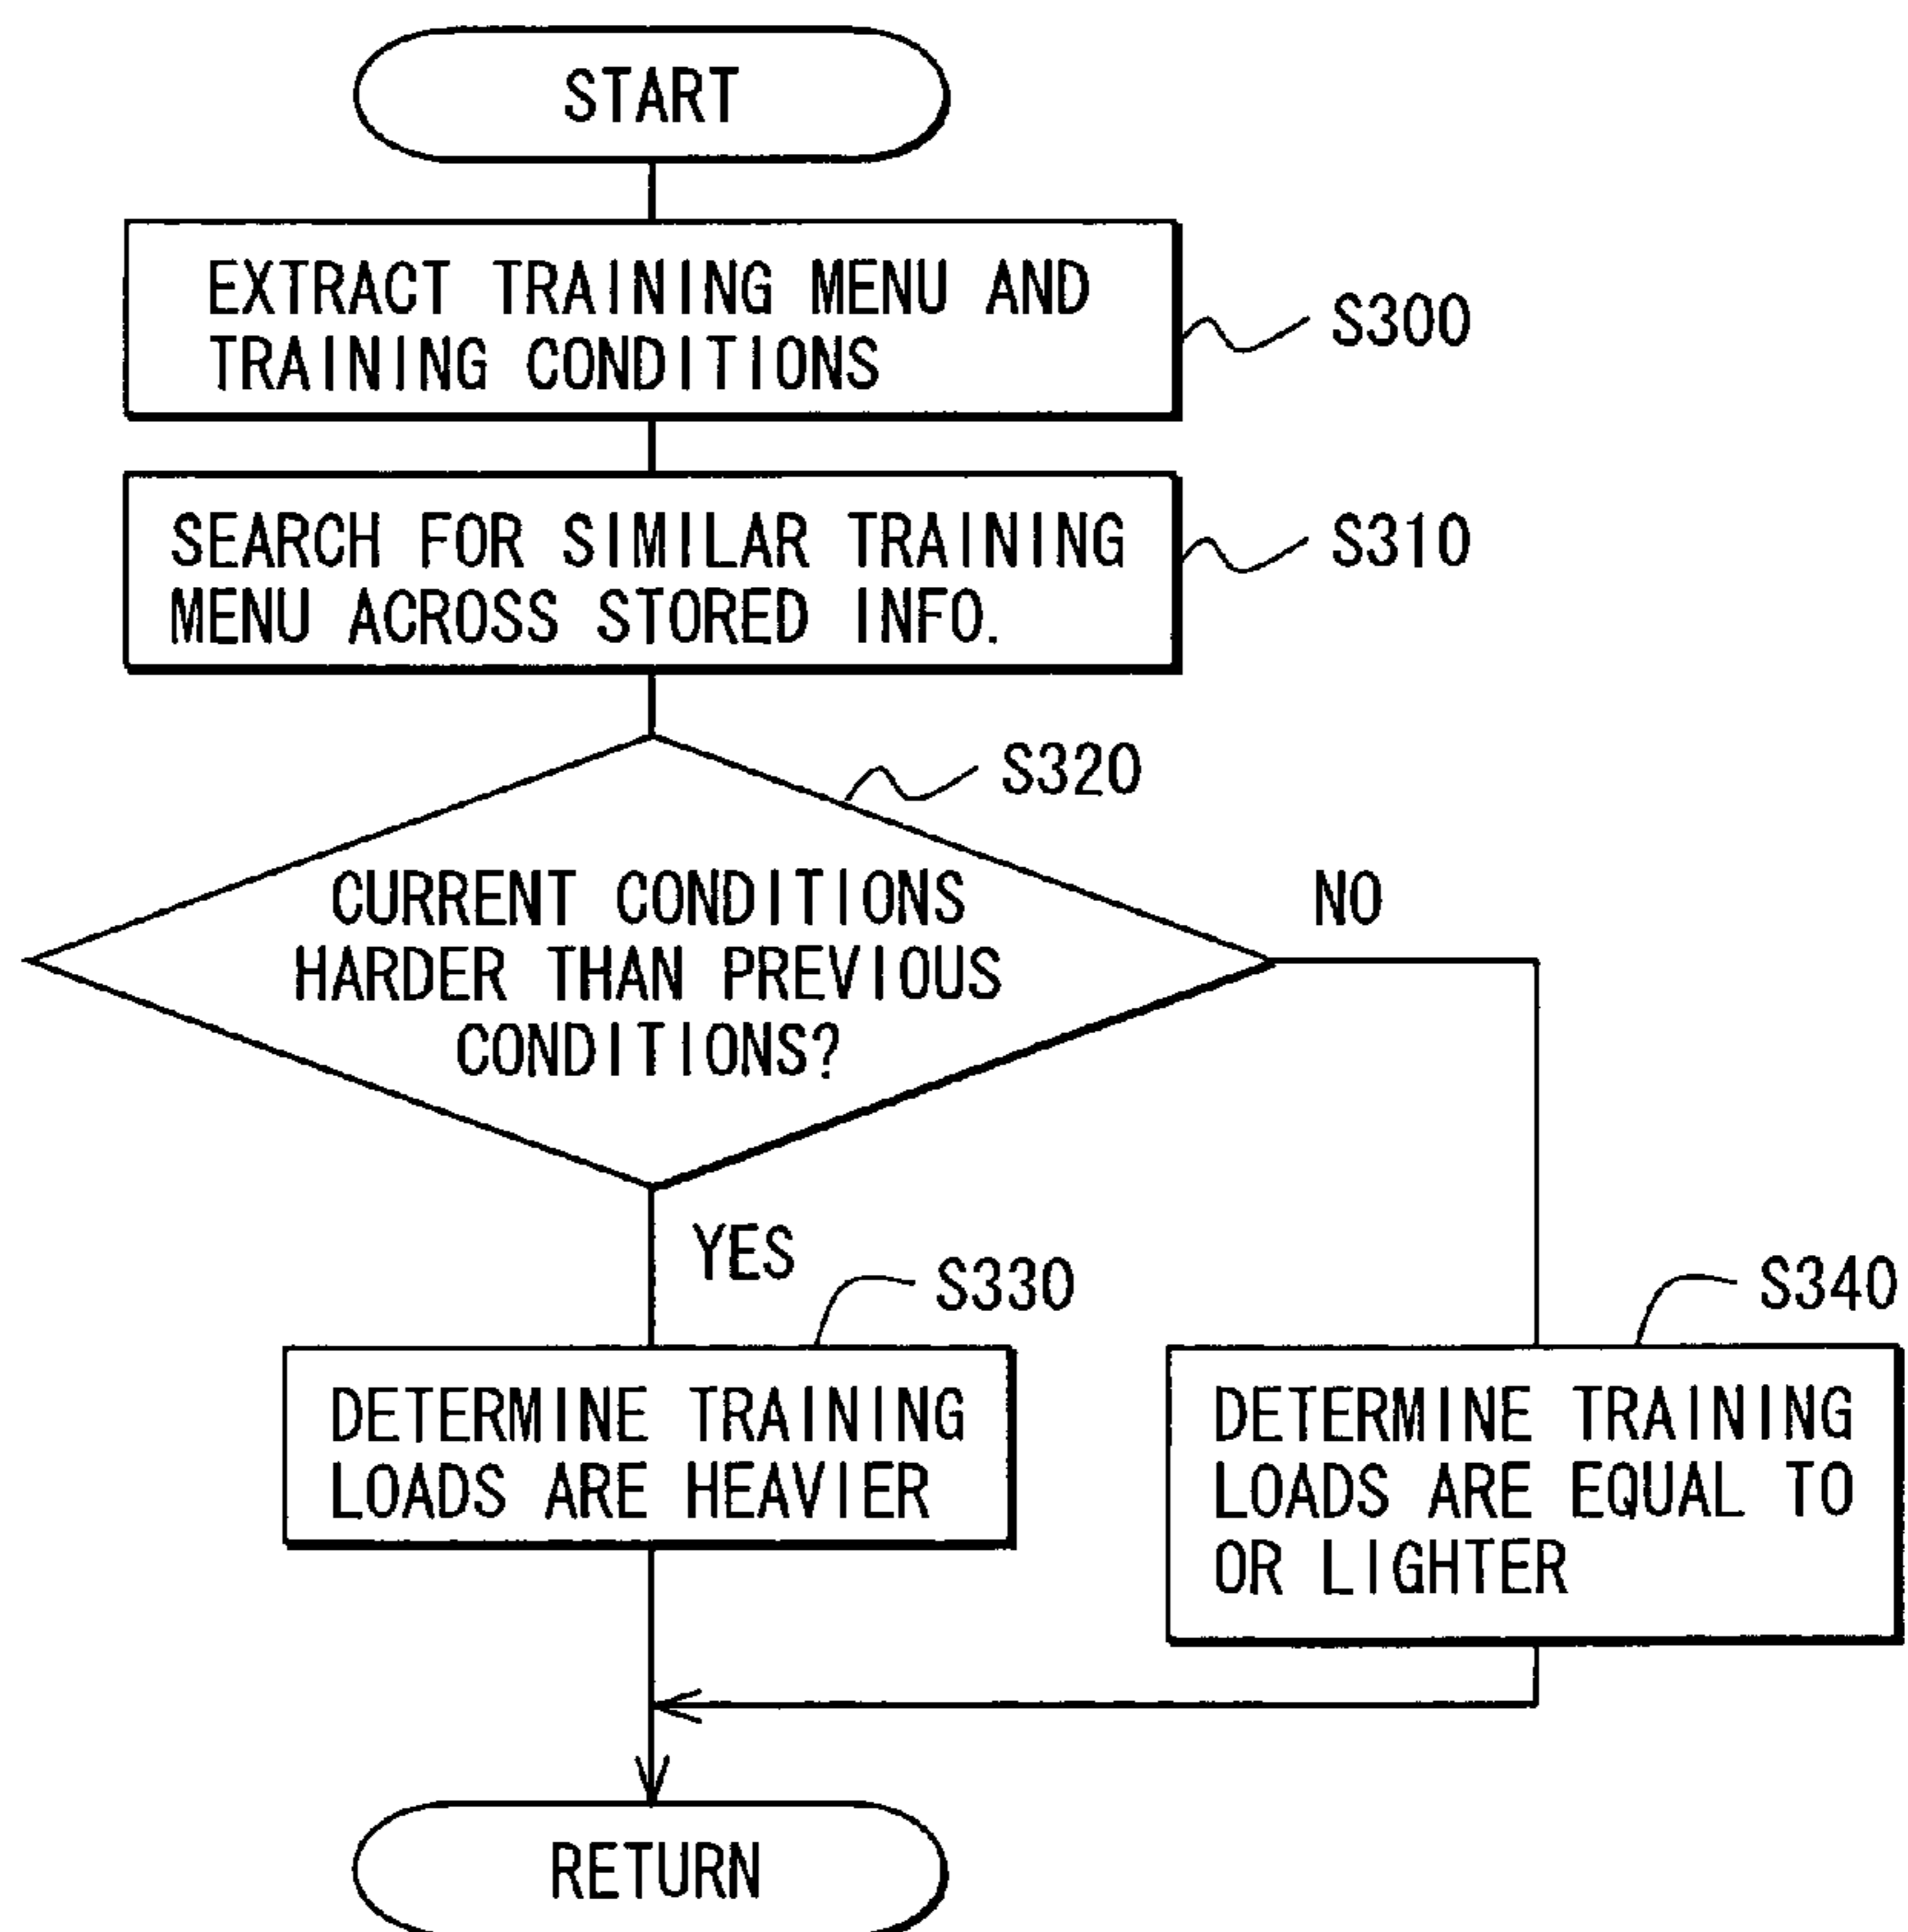 START
EXTRACT TRAINING MENU AND
TRAINING CONDITIONS
S300
SEARCH FOR SIMILAR TRAINING
MENU ACROSS STORED INFO.
S310
S320
CURRENT CONDITIONS
HARDER THAN PREVIOUS
CONDITIONS?
NO
YES
S330
DETERMINE TRAINING
LOADS ARE HEAVIER
S340
DETERMINE TRAINING
LOADS ARE EQUAL TO
OR LIGHTER
RETURN